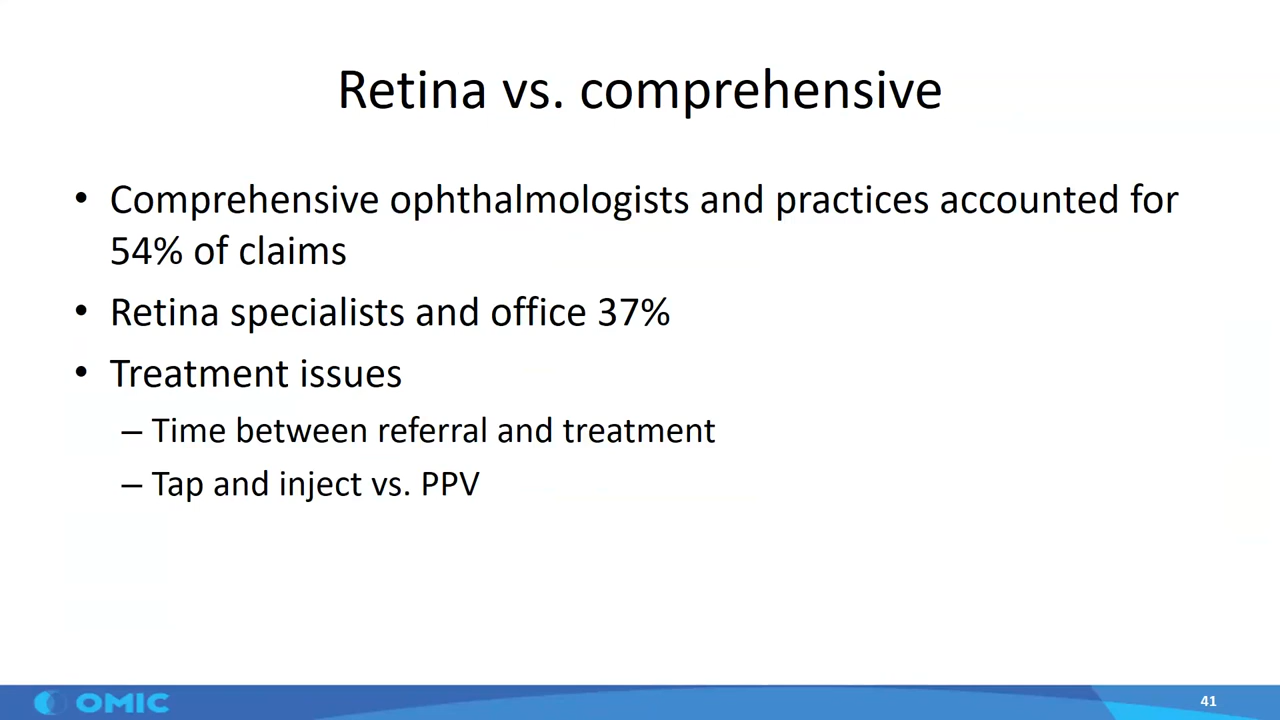 Retina vs. comprehensive
• Comprehensive ophthalmologists and practices accounted for
54% of claims
• Retina specialists and office 37%
• Treatment issues
– Time between referral and treatment
– Tap and inject vs. PPV
OMIC
41